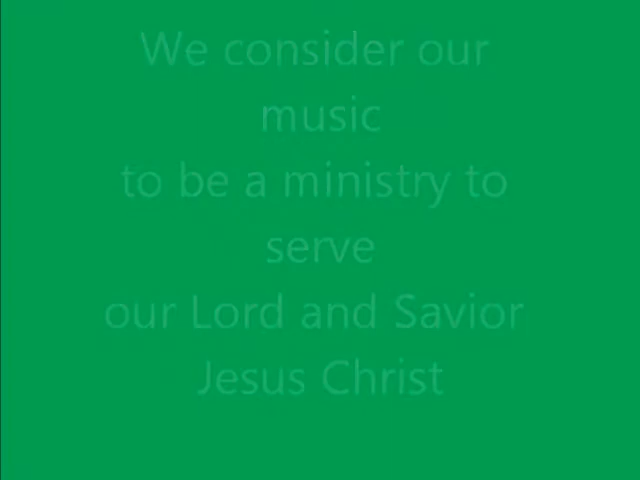 We consider our
music
to be a ministry to
serve
our Lord and Savior
Jesus Christ